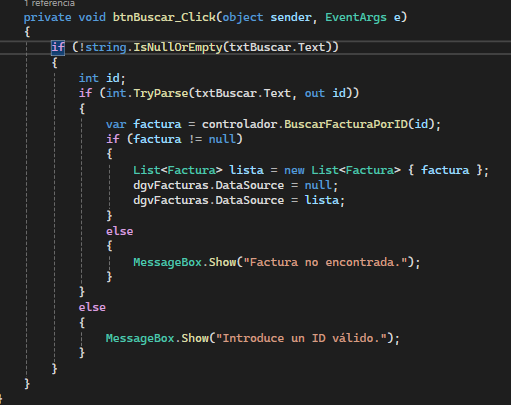 1 referencia
private void btnBuscar_Click(object sender, EventArgs e)
{
if (!string.IsNullOrEmpty(txtBuscar.Text))
{
int id;
if (int.TryParse(txtBuscar.Text, out id))
{
var factura = controlador.BuscarFacturaPorID(id);
if (factura != null)
{
List<Factura> lista = new List<Factura> { factura };
dgvFacturas.DataSource = null;
dgvFacturas.DataSource = lista;
}
else
{
MessageBox.Show("Factura no encontrada.");
}
}
else
{
MessageBox.Show("Introduce un ID válido.");
}
}
}
}